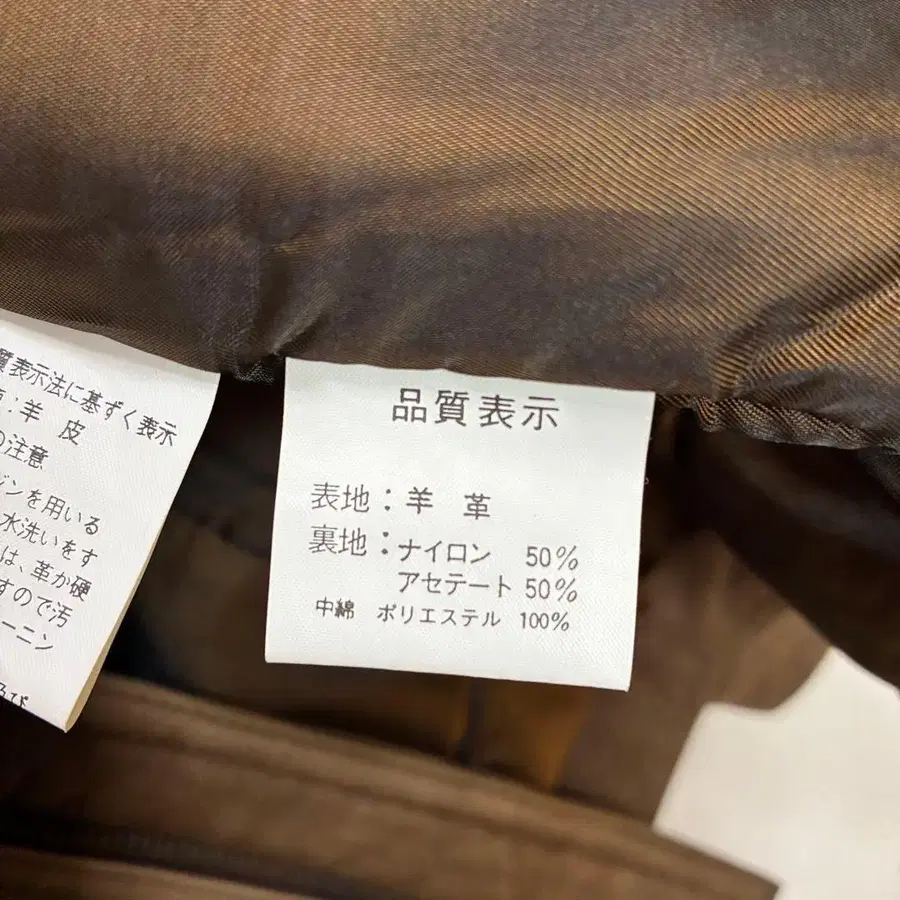 質表示法に基ずく表示
:羊 皮
の注意
ジンを用いる
水洗いをす
は、革か硬
すので汚
ーニン
及び
品質表示
表地:羊 革
裏地:ナイロン 50%
アセテート 50%
中綿 ポリエステル 100%